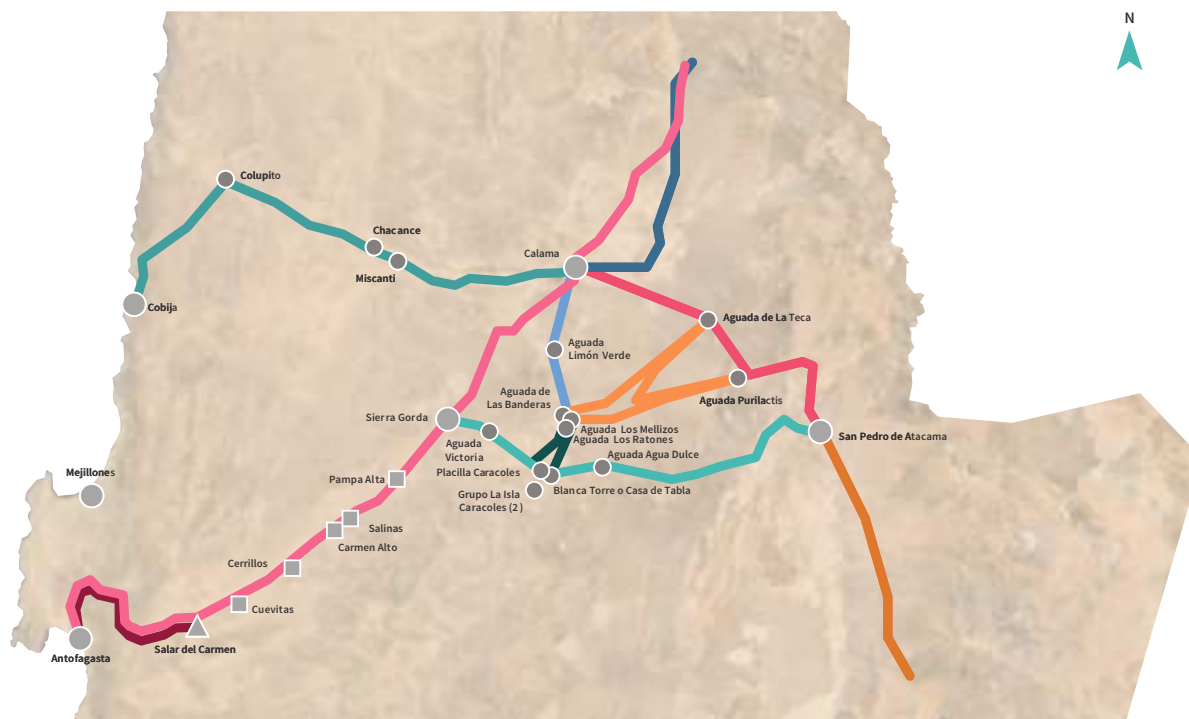 N
Colupito
Chacance
Calama
Miscanti
Cobija
Aguada de La Teca
Aguada
Limón Verde
Aguada de
Las Banderas
Aguada Purilactis
Sierra Gorda
Aguada Los Mellizos
San Pedro de Atacama
Aguada Los Ratones
Aguada
Victoria
Aguada Agua Dulce
Placilla Caracoles
Mejillones
Pampa Alta
Blanca Torre o Casa de Tabla
Grupo La Isla
Caracoles (2)
Salinas
Carmen Alto
Cerrillos
Cuevitas
Salar del Carmen
Antofagasta